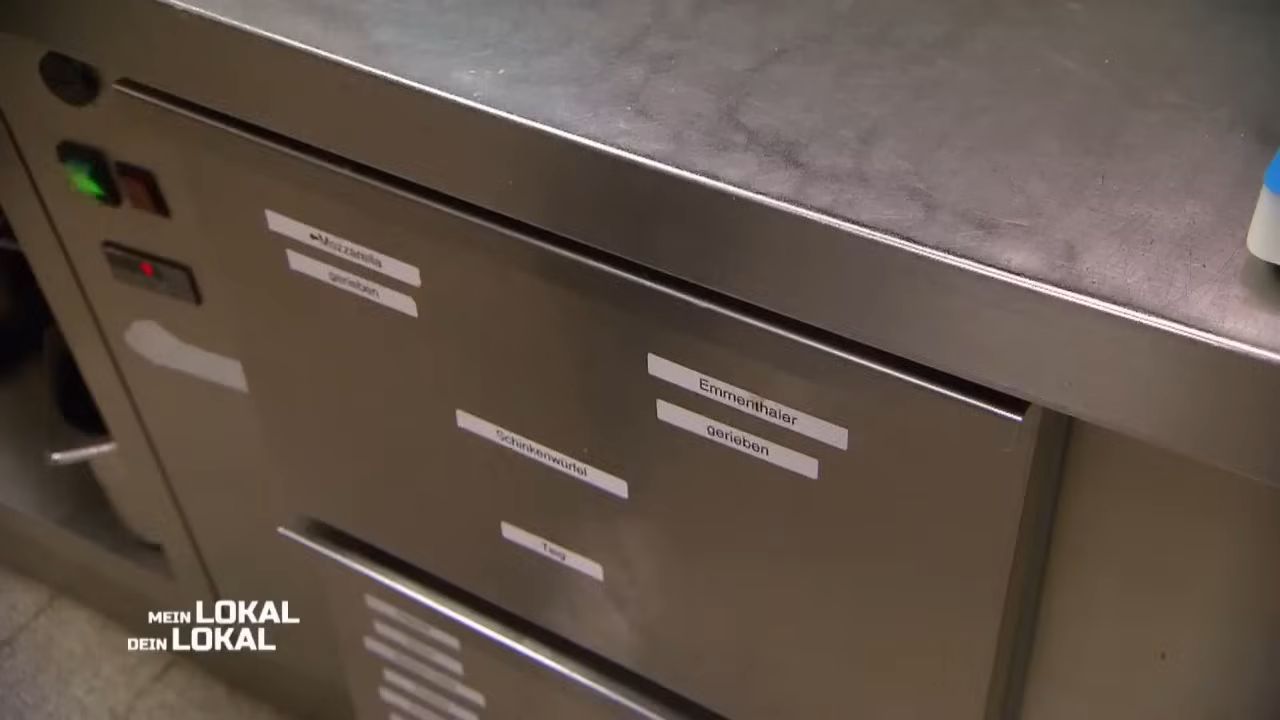 Mozzarella
gerieben
Emmenthaler
gerieben
Schinkenwürfel
Teig
MEIN LOKAL
DEIN LOKAL